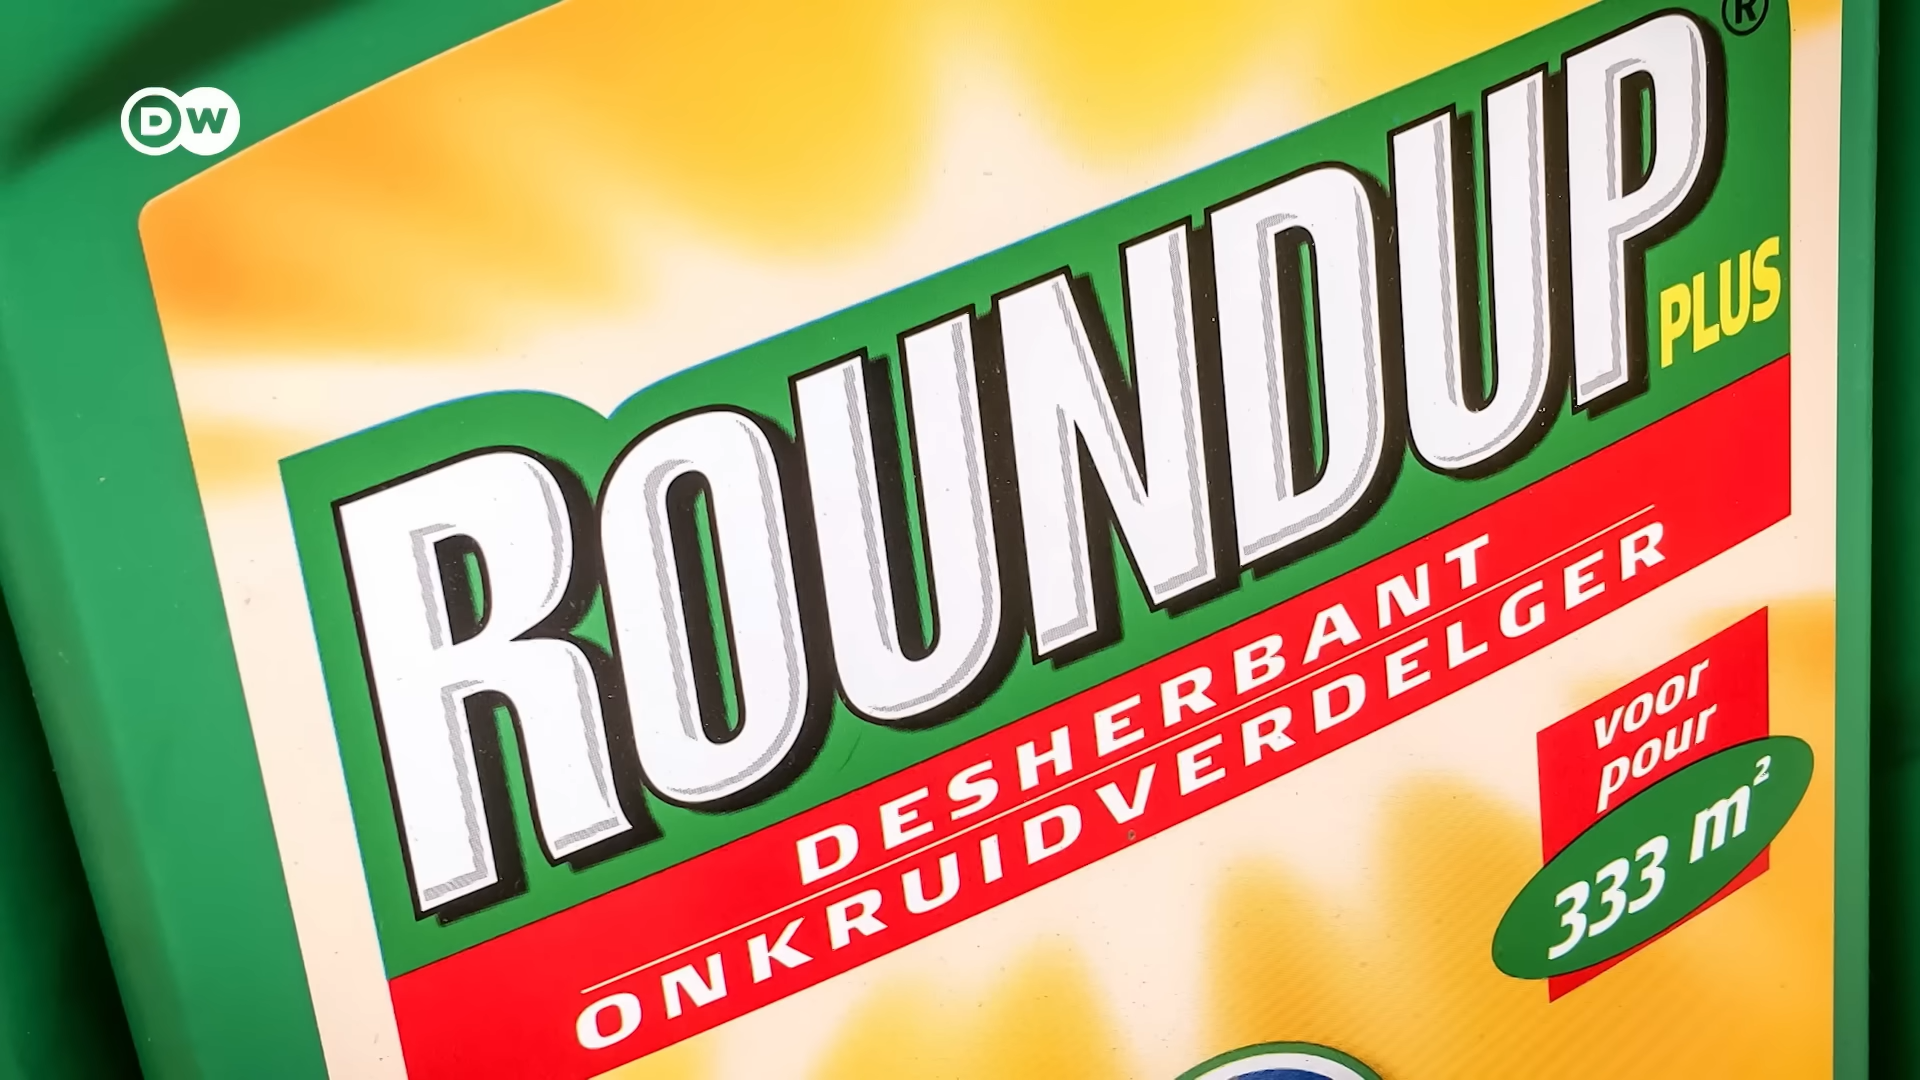 DW
ROUNDUP®
PLUS
DESHERBANT
ONKRUIDVERDELGER
voor
pour
333 m²